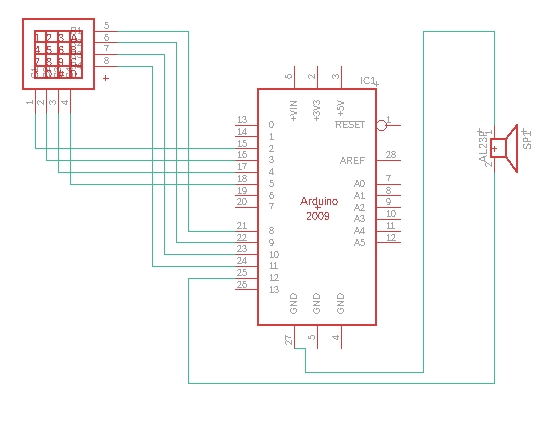 5
6
7
8
1 2 3 A
4 5 6 B
7 8 9 C
* 0 # D
1 2 3 4
+
6 2 3
IC1
+VIN +3V3 +5V
13 0 RESET 1
14 1
15 2
16 3 AREF 28
17 4
18 5 A0 7
19 6 A1 8
20 7 A2 9
Arduino
2009
A3 10
21 8 A4 11
22 9 A5 12
23 10
24 11
25 12
26 13
GND GND GND
27 5 4
AL23P
SP1
1
2